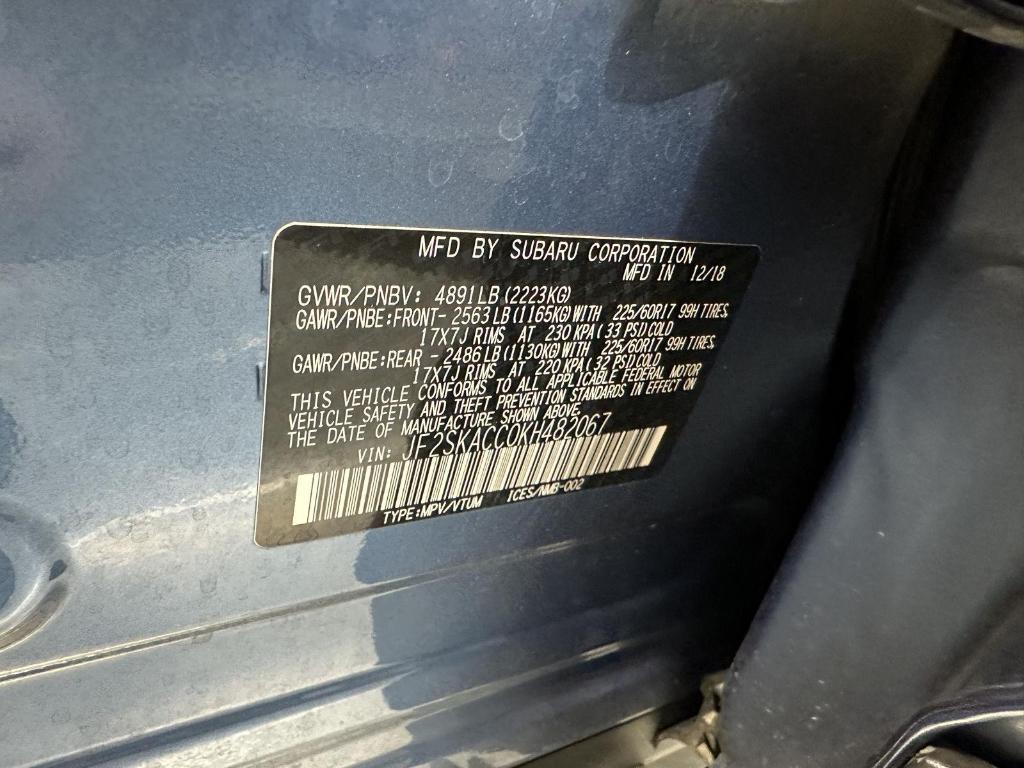 MFD BY SUBARU CORPORATION
MFD IN 12/18
GVWR/PNBV: 4891LB(2223KG)
GAWR/PNBE:FRONT- 2563LB(1165KG)WITH 225/60R17 99H TIRES,
17X7J RIMS AT 230 KPA(33 PSI)COLD
GAWR/PNBE:REAR - 2486LB(1130KG)WITH 225/60R17 99H TIRES,
17X7J RIMS AT 220 KPA(32 PSI)COLD
THIS VEHICLE CONFORMS TO ALL APPLICABLE FEDERAL MOTOR
VEHICLE SAFETY AND THEFT PREVENTION STANDARDS IN EFFECT ON
THE DATE OF MANUFACTURE SHOWN ABOVE.
VIN: JF2SKACC0KH482067
TYPE:MPV/VTUM ICES/NMB-002